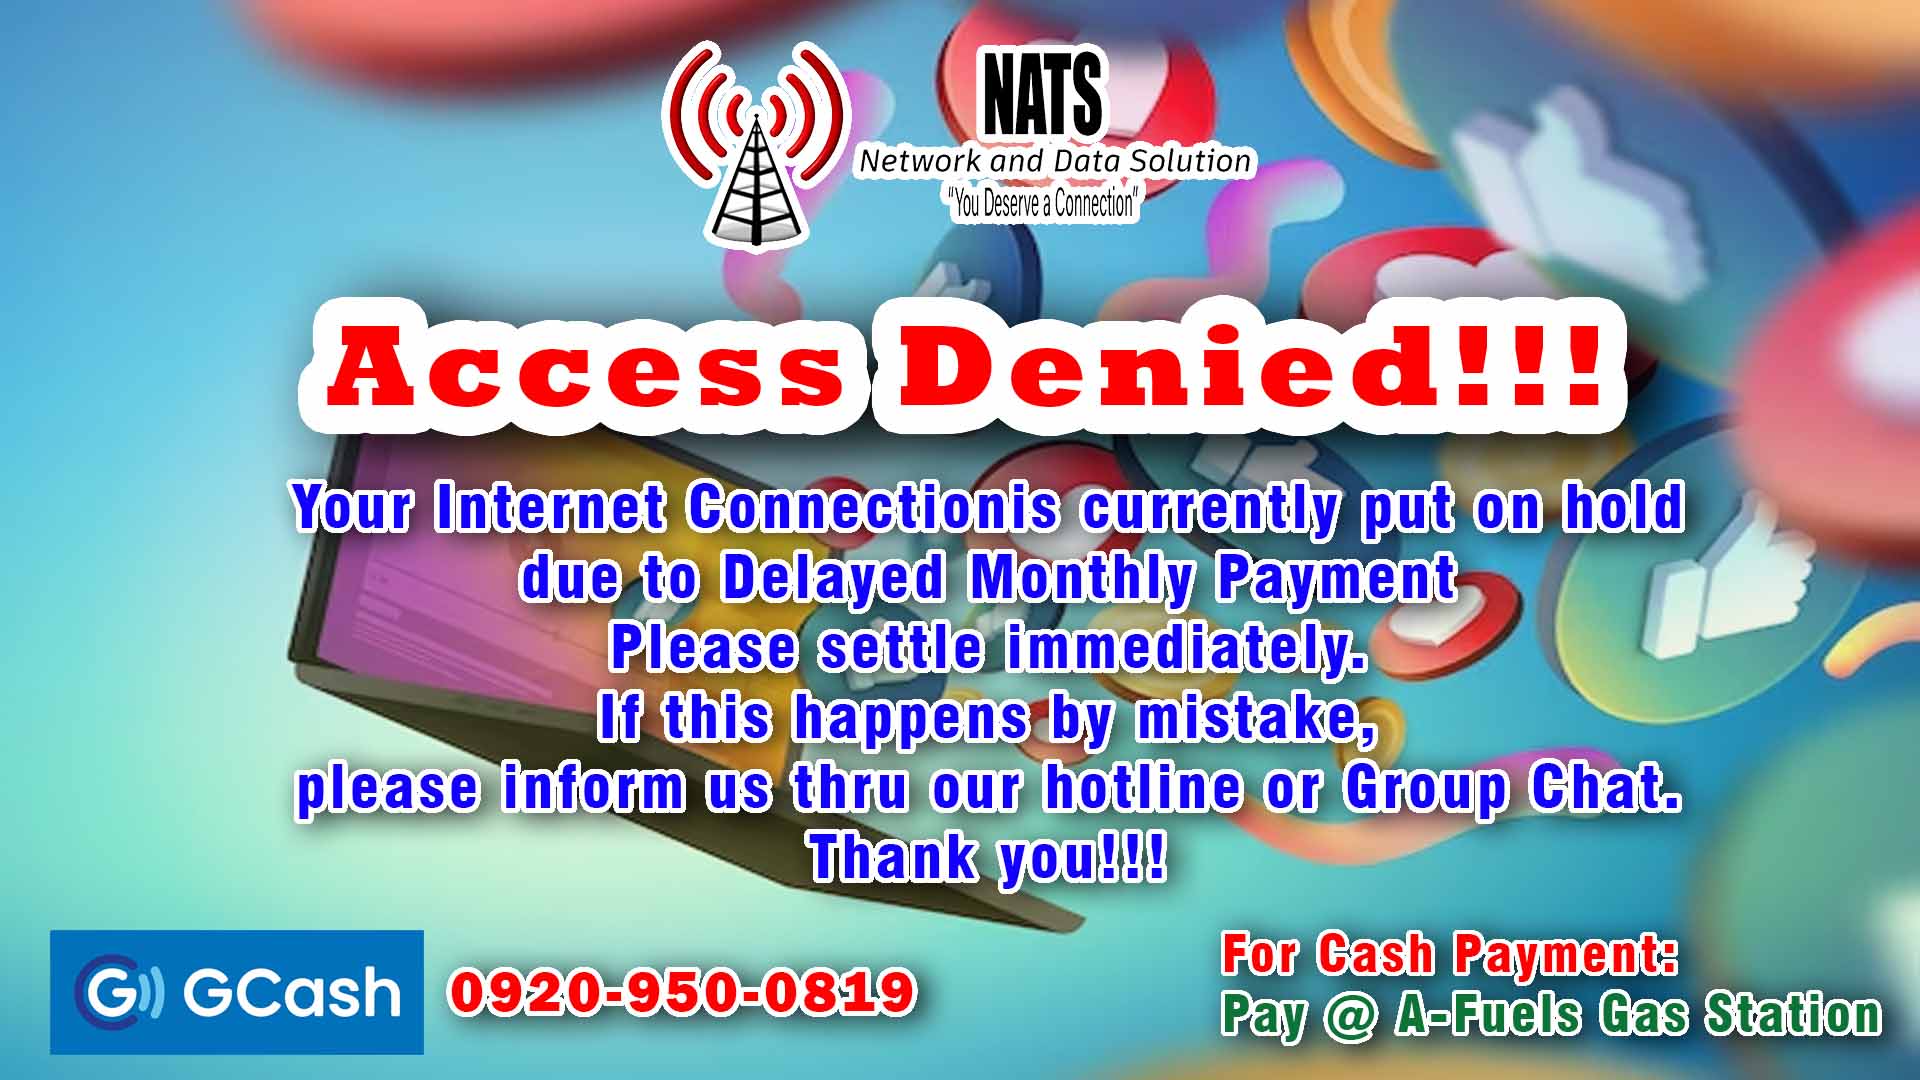 NATS
Network and Data Solution
"You Deserve a Connection"
Access Denied!!!
Your Internet Connectionis currently put on hold
due to Delayed Monthly Payment
Please settle immediately.
If this happens by mistake,
please inform us thru our hotline or Group Chat.
Thank you!!!
G GCash
0920-950-0819
For Cash Payment:
Pay @ A-Fuels Gas Station